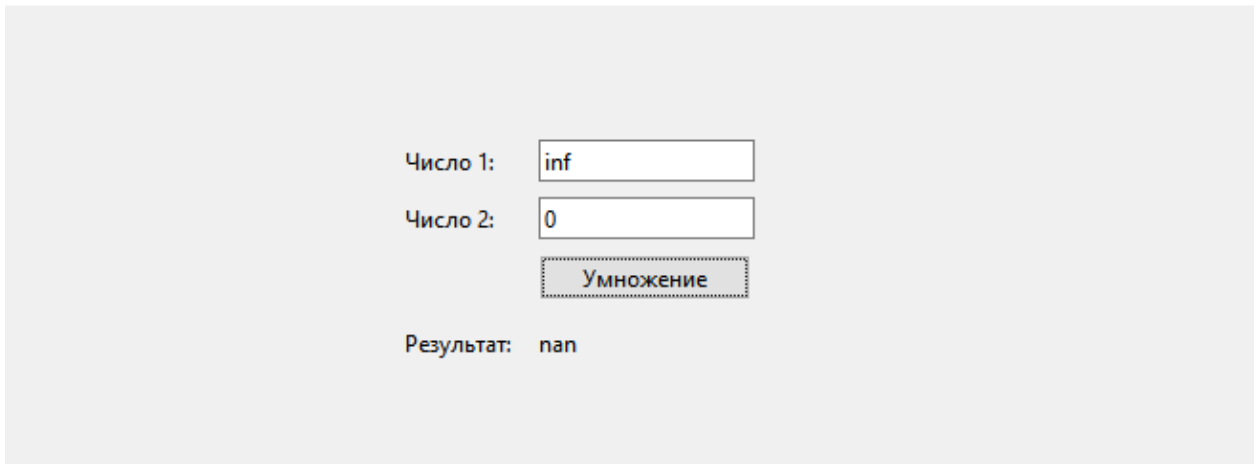 Число 1: inf
Число 2: 0
Умножение
Результат: nan